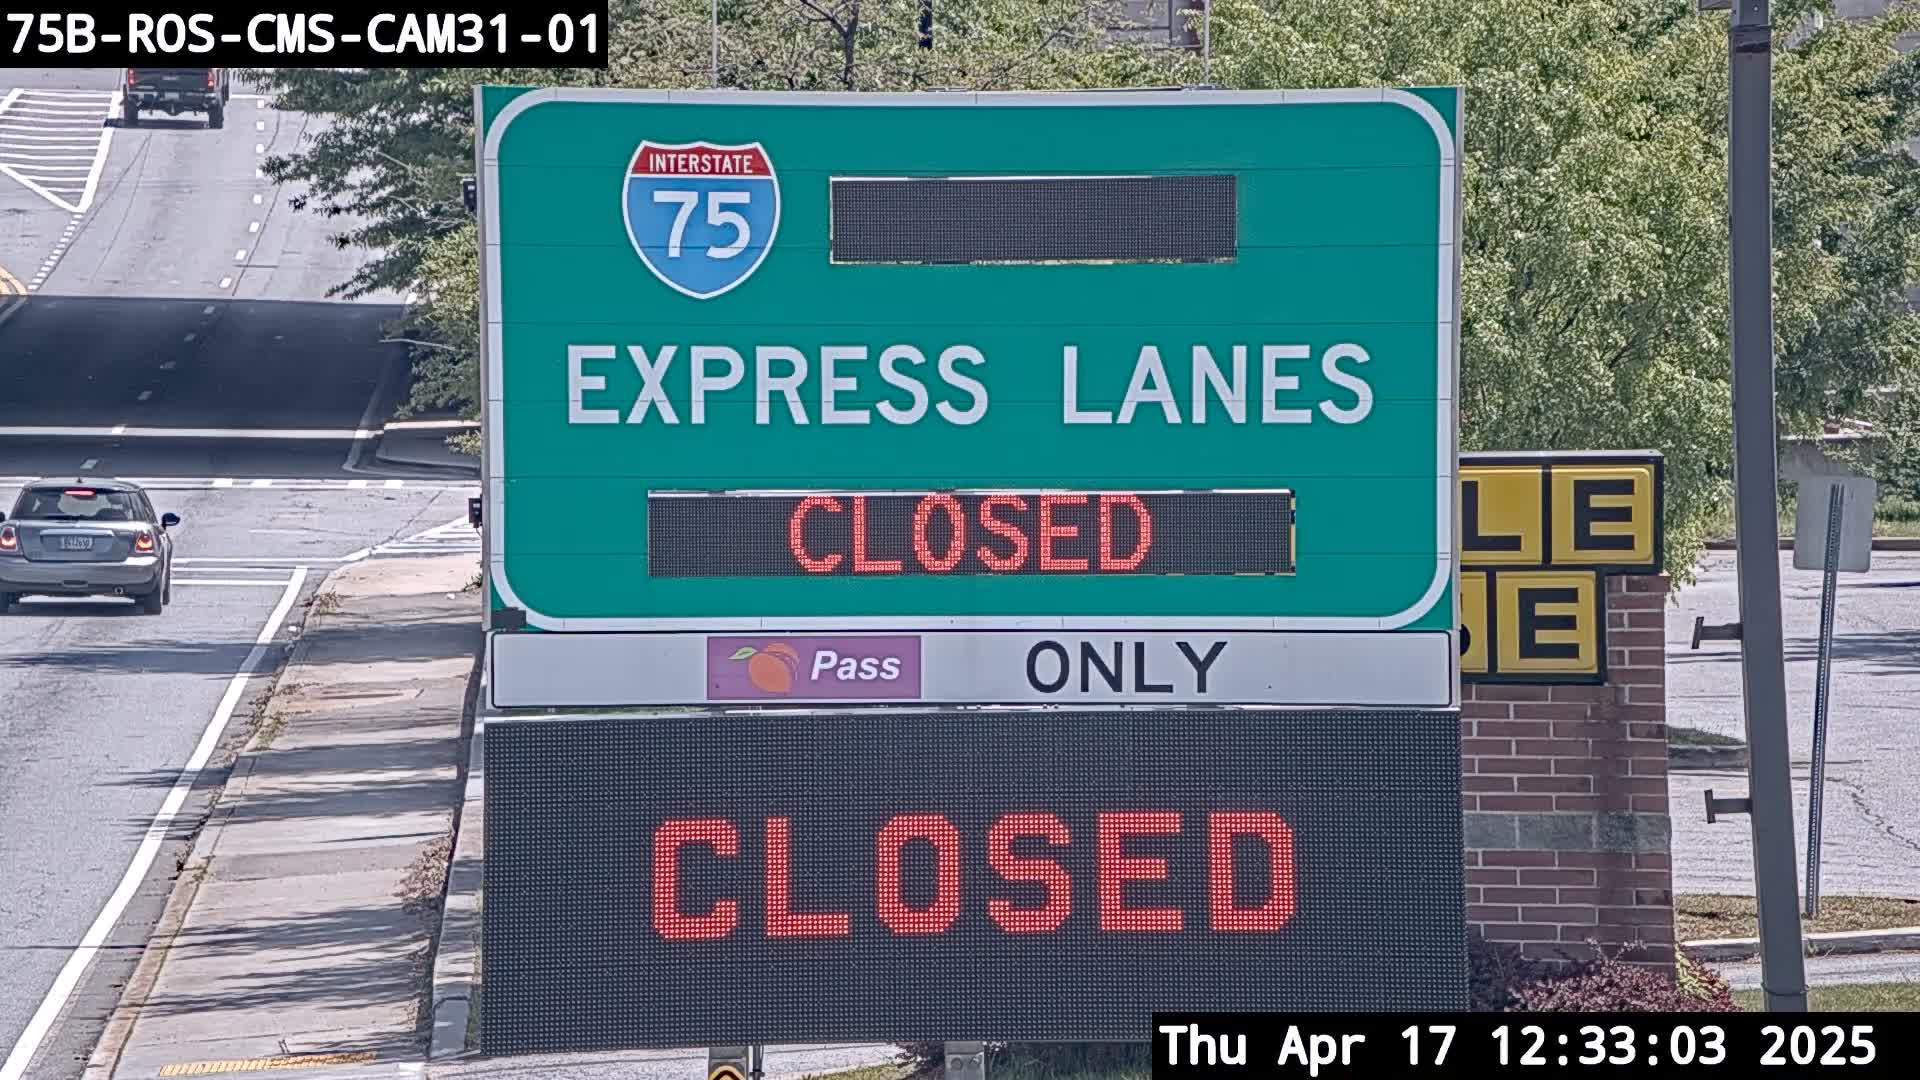 75B-ROS-CMS-CAM31-01
INTERSTATE
75
EXPRESS LANES
CLOSED
Pass ONLY
CLOSED
LE
E
Thu Apr 17 12:33:03 2025